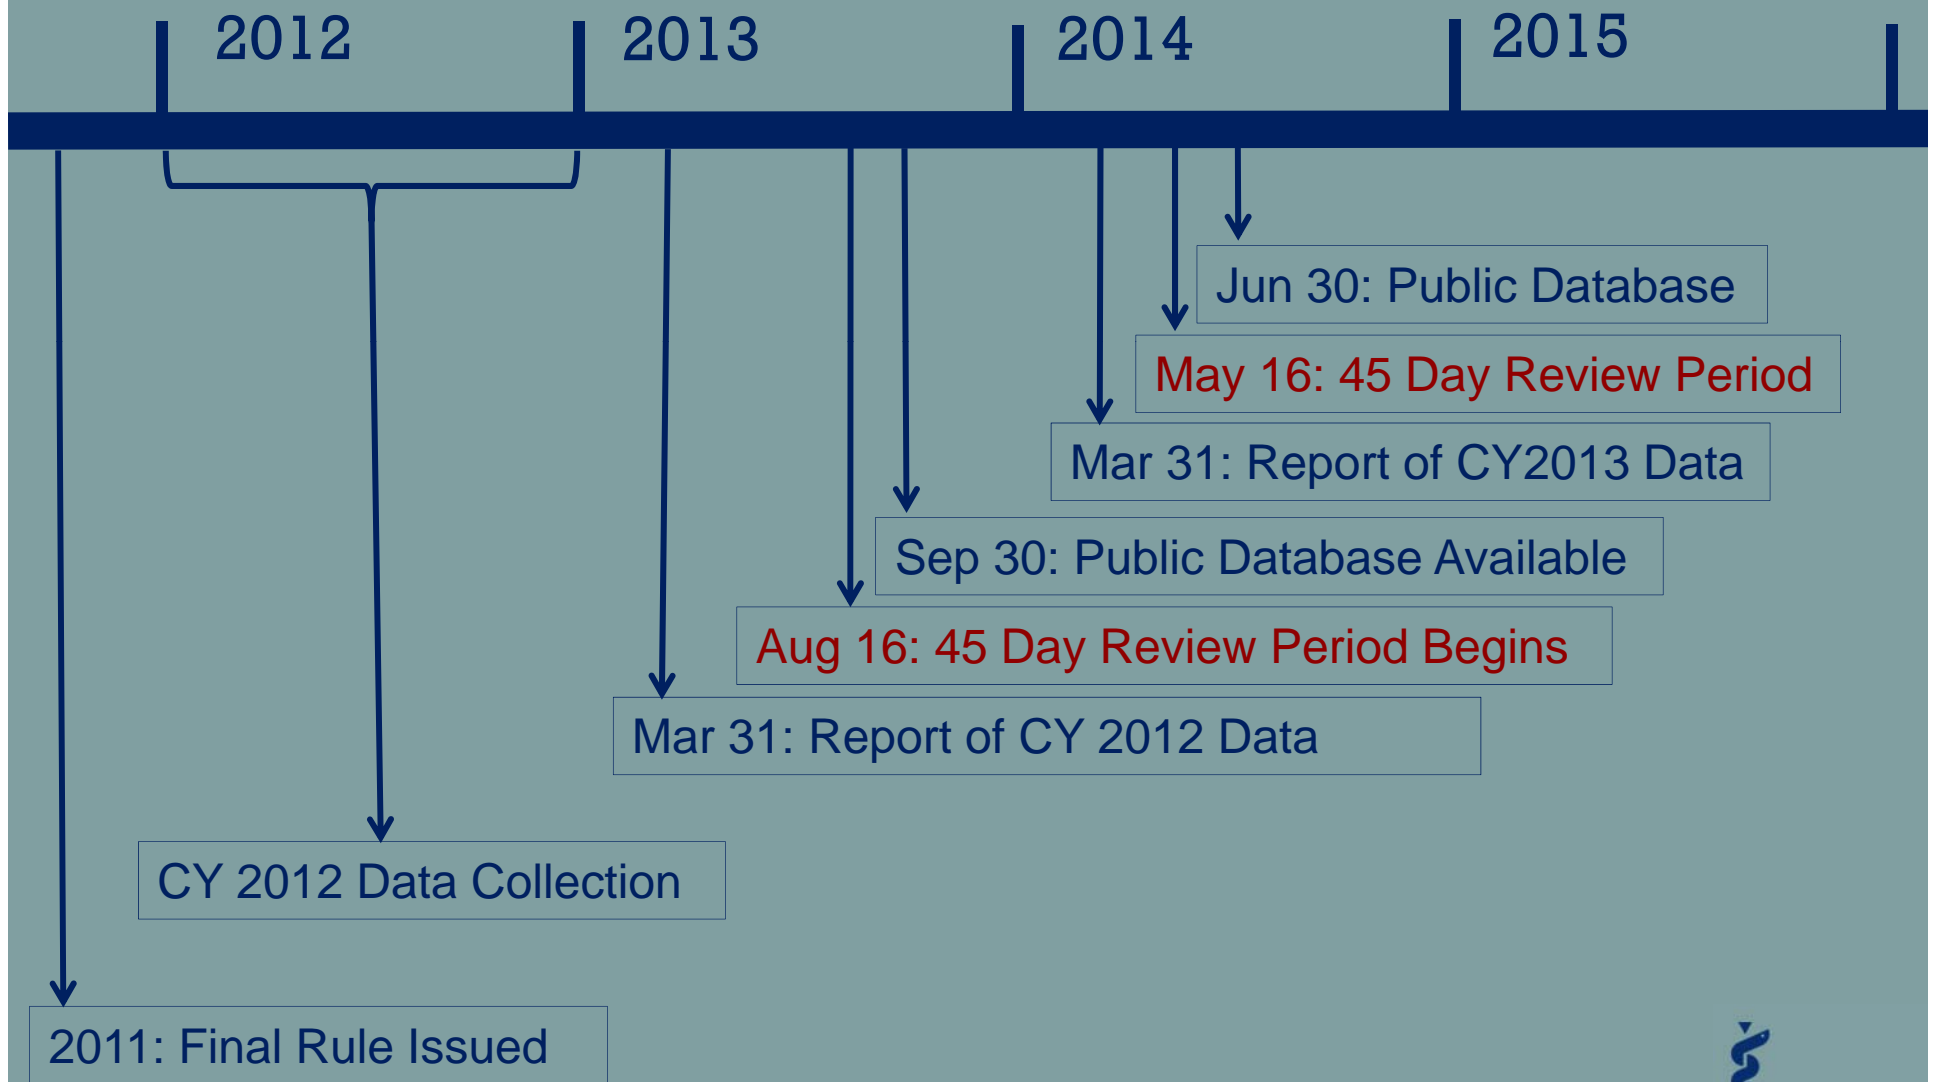 2012
2013
2014
2015
Jun 30: Public Database
May 16: 45 Day Review Period
Mar 31: Report of CY2013 Data
Sep 30: Public Database Available
Aug 16: 45 Day Review Period Begins
Mar 31: Report of CY 2012 Data
CY 2012 Data Collection
2011: Final Rule Issued